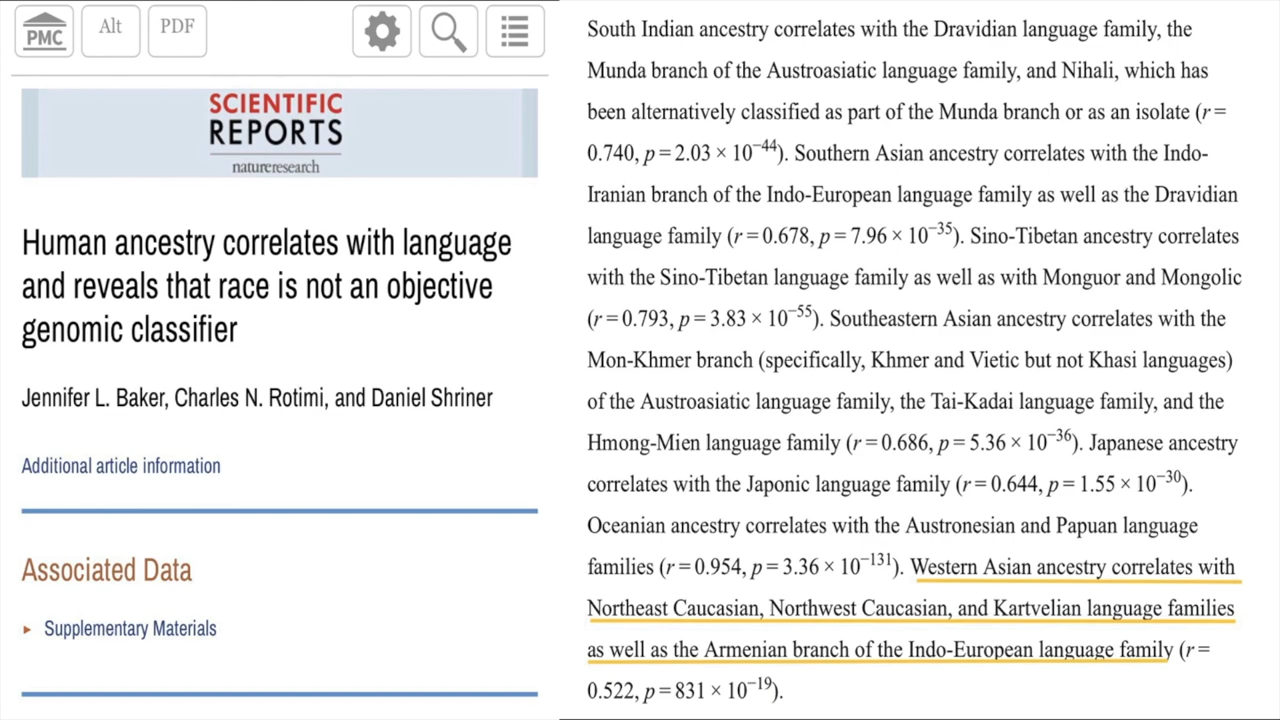 PMC
Alt
PDF
SCIENTIFIC
REPORTS
natureresearch
Human ancestry correlates with language
and reveals that race is not an objective
genomic classifier
Jennifer L. Baker, Charles N. Rotimi, and Daniel Shriner
Additional article information
Associated Data
▸ Supplementary Materials
South Indian ancestry correlates with the Dravidian language family, the
Munda branch of the Austroasiatic language family, and Nihali, which has
been alternatively classified as part of the Munda branch or as an isolate (r =
0.740, p = 2.03 × 10⁻⁴⁴). Southern Asian ancestry correlates with the Indo-
Iranian branch of the Indo-European language family as well as the Dravidian
language family (r = 0.678, p = 7.96 × 10⁻³⁵). Sino-Tibetan ancestry correlates
with the Sino-Tibetan language family as well as with Monguor and Mongolic
(r = 0.793, p = 3.83 × 10⁻⁵⁵). Southeastern Asian ancestry correlates with the
Mon-Khmer branch (specifically, Khmer and Vietic but not Khasi languages)
of the Austroasiatic language family, the Tai-Kadai language family, and the
Hmong-Mien language family (r = 0.686, p = 5.36 × 10⁻³⁶). Japanese ancestry
correlates with the Japonic language family (r = 0.644, p = 1.55 × 10⁻³⁰).
Oceanian ancestry correlates with the Austronesian and Papuan language
families (r = 0.954, p = 3.36 × 10⁻¹³¹). Western Asian ancestry correlates with
Northeast Caucasian, Northwest Caucasian, and Kartvelian language families
as well as the Armenian branch of the Indo-European language family (r =
0.522, p = 831 × 10⁻¹⁹).